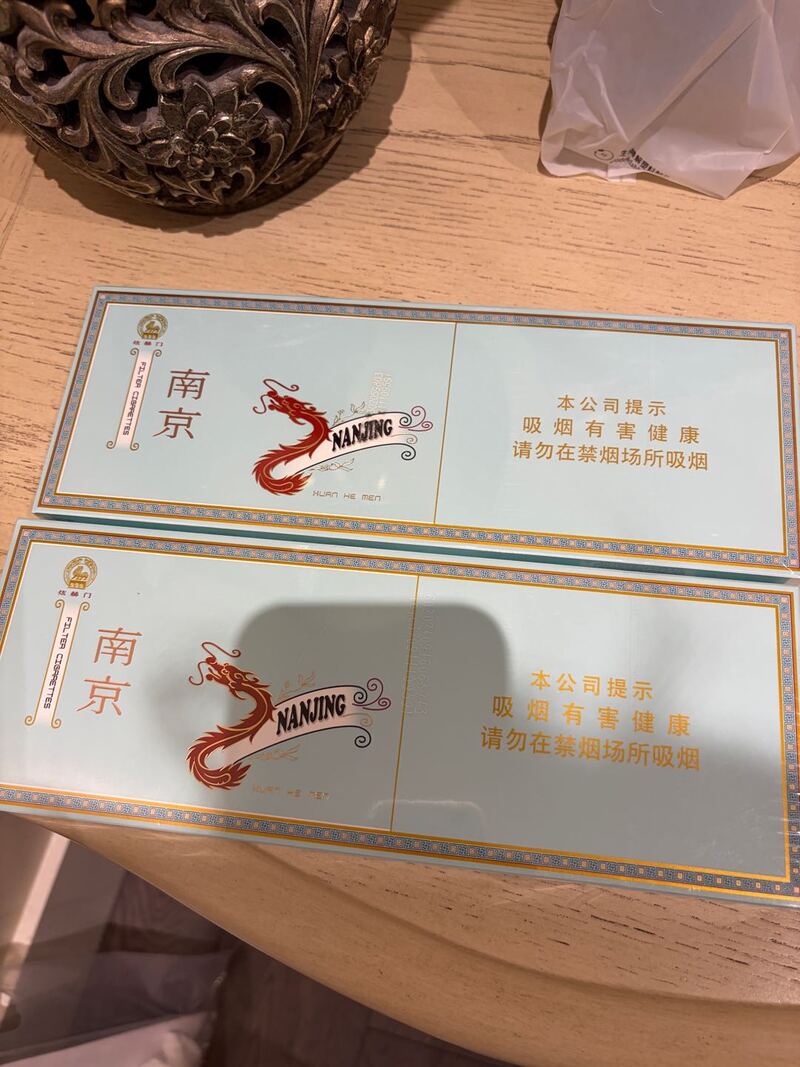 炫赫门
FILTER CIGARETTES
南京
NANJING
XUAN HE MEN
本公司提示
吸烟有害健康
请勿在禁烟场所吸烟
炫赫门
FILTER CIGARETTES
南京
NANJING
XUAN HE MEN
本公司提示
吸烟有害健康
请勿在禁烟场所吸烟